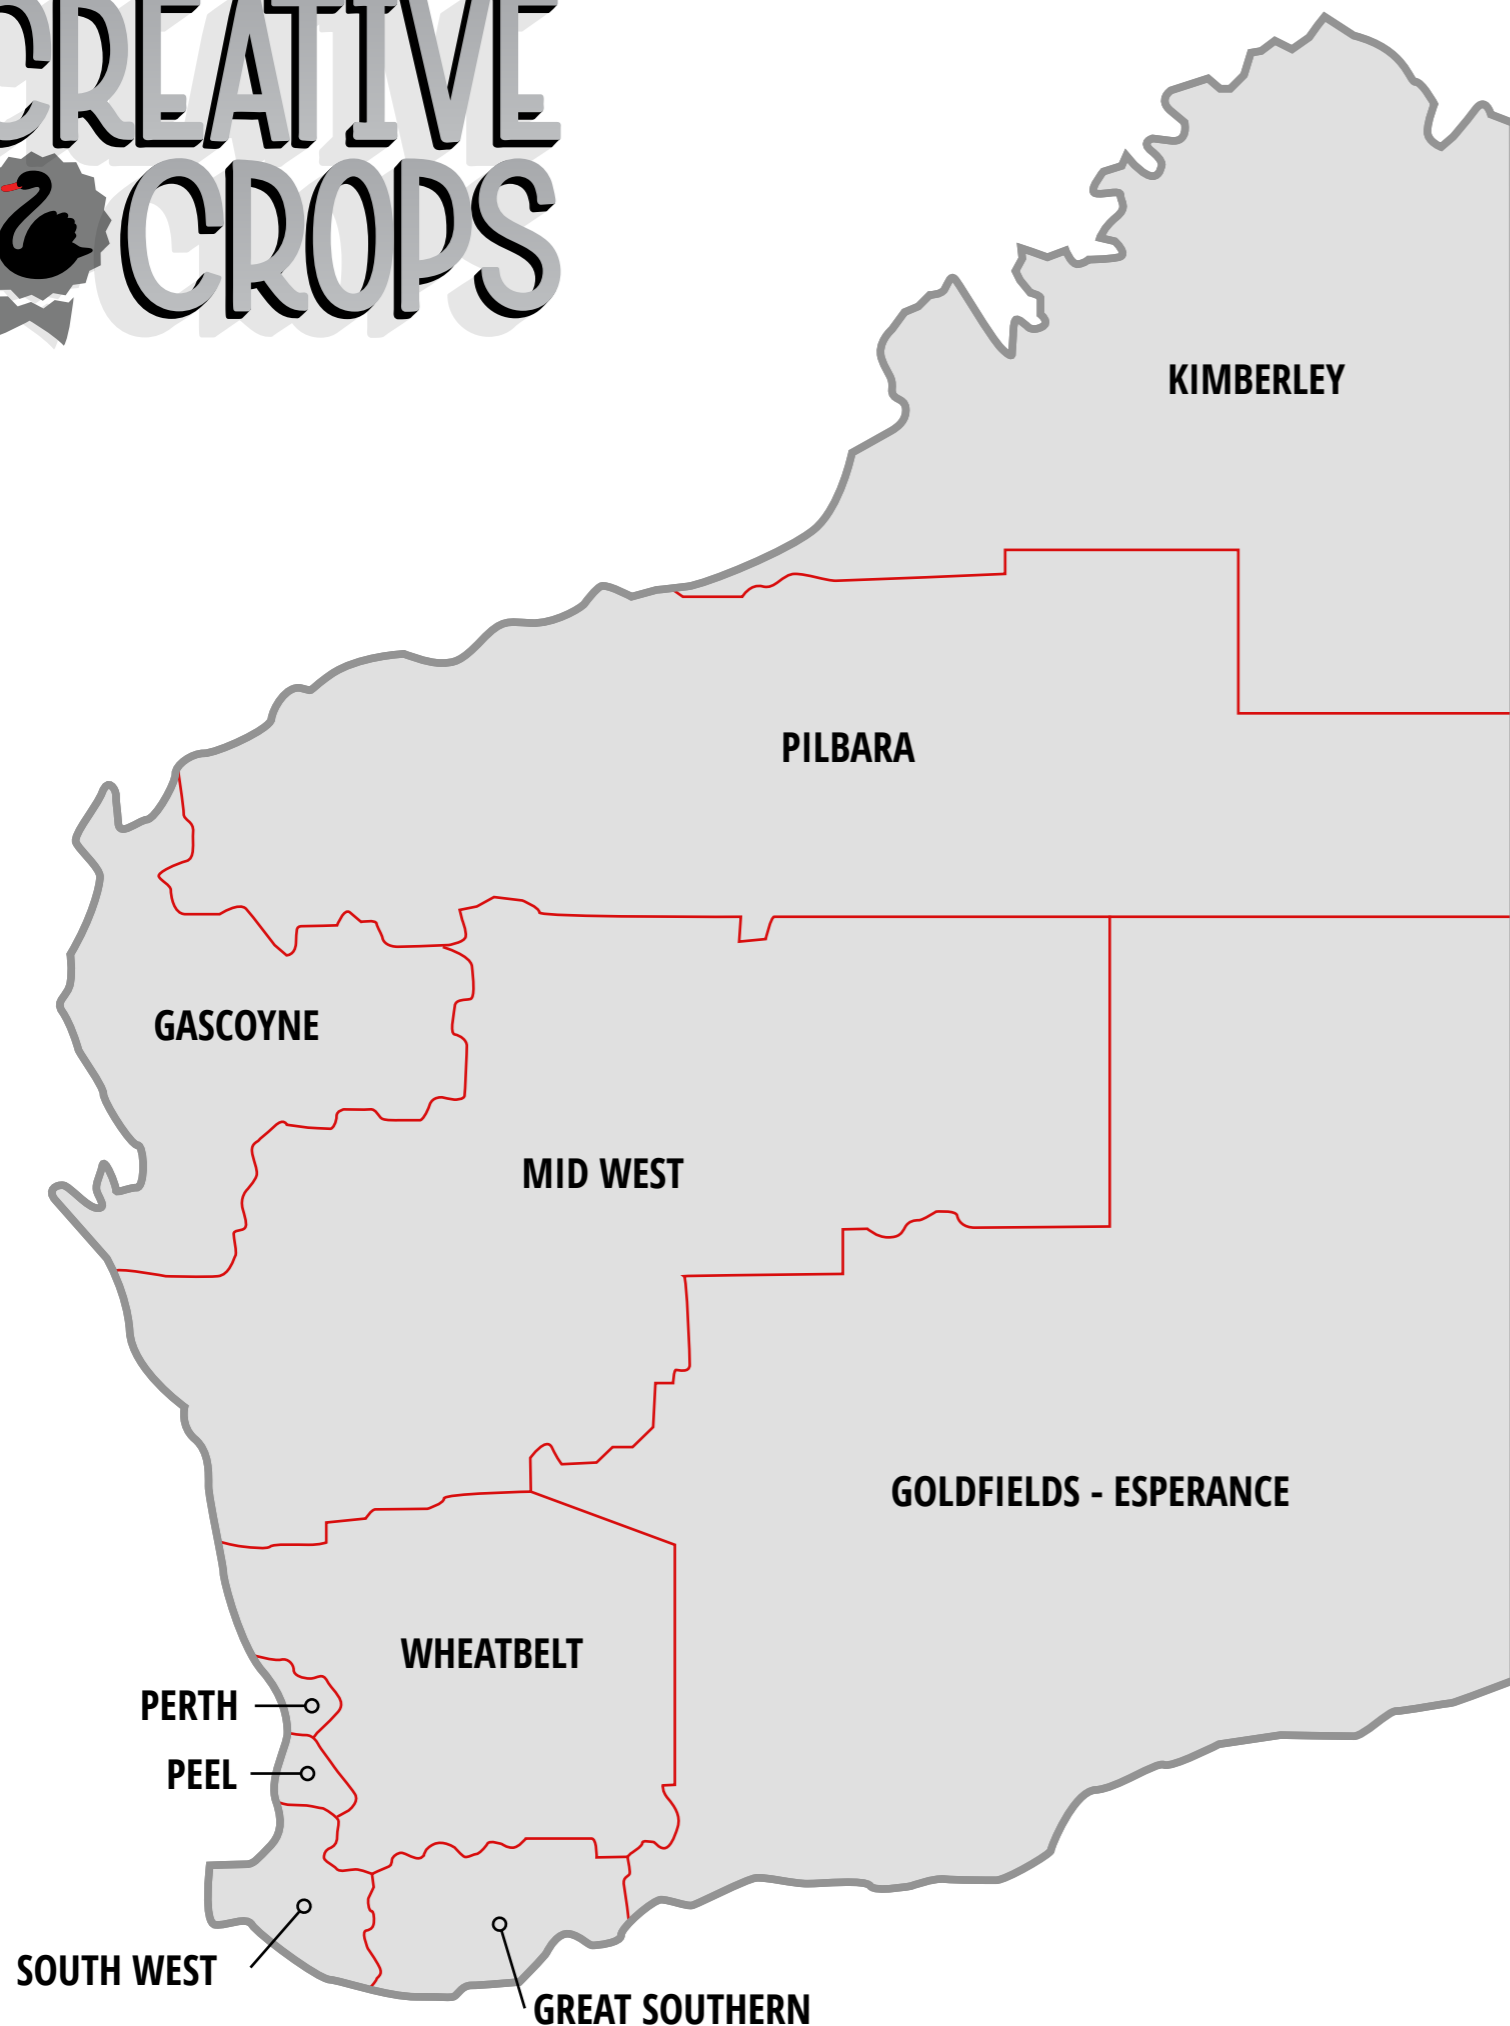 CREATIVE
CROPS
KIMBERLEY
PILBARA
GASCOYNE
MID WEST
GOLDFIELDS - ESPERANCE
WHEATBELT
PERTH
PEEL
SOUTH WEST
GREAT SOUTHERN